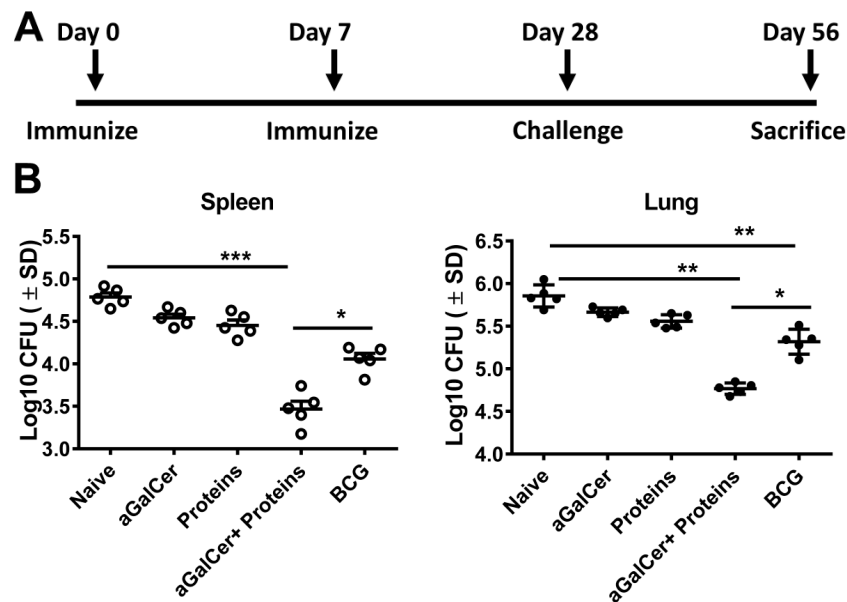 A
Day 0 Day 7 Day 28 Day 56
Immunize Immunize Challenge Sacrifice
B
Spleen
Log10 CFU ( ± SD)
5.5
5.0
4.5
4.0
3.5
3.0
***
*
Naive
aGalCer
Proteins
aGalCer+ Proteins
BCG
Lung
Log10 CFU ( ± SD)
6.5
6.0
5.5
5.0
4.5
4.0
**
**
*
Naive
aGalCer
Proteins
aGalCer+ Proteins
BCG